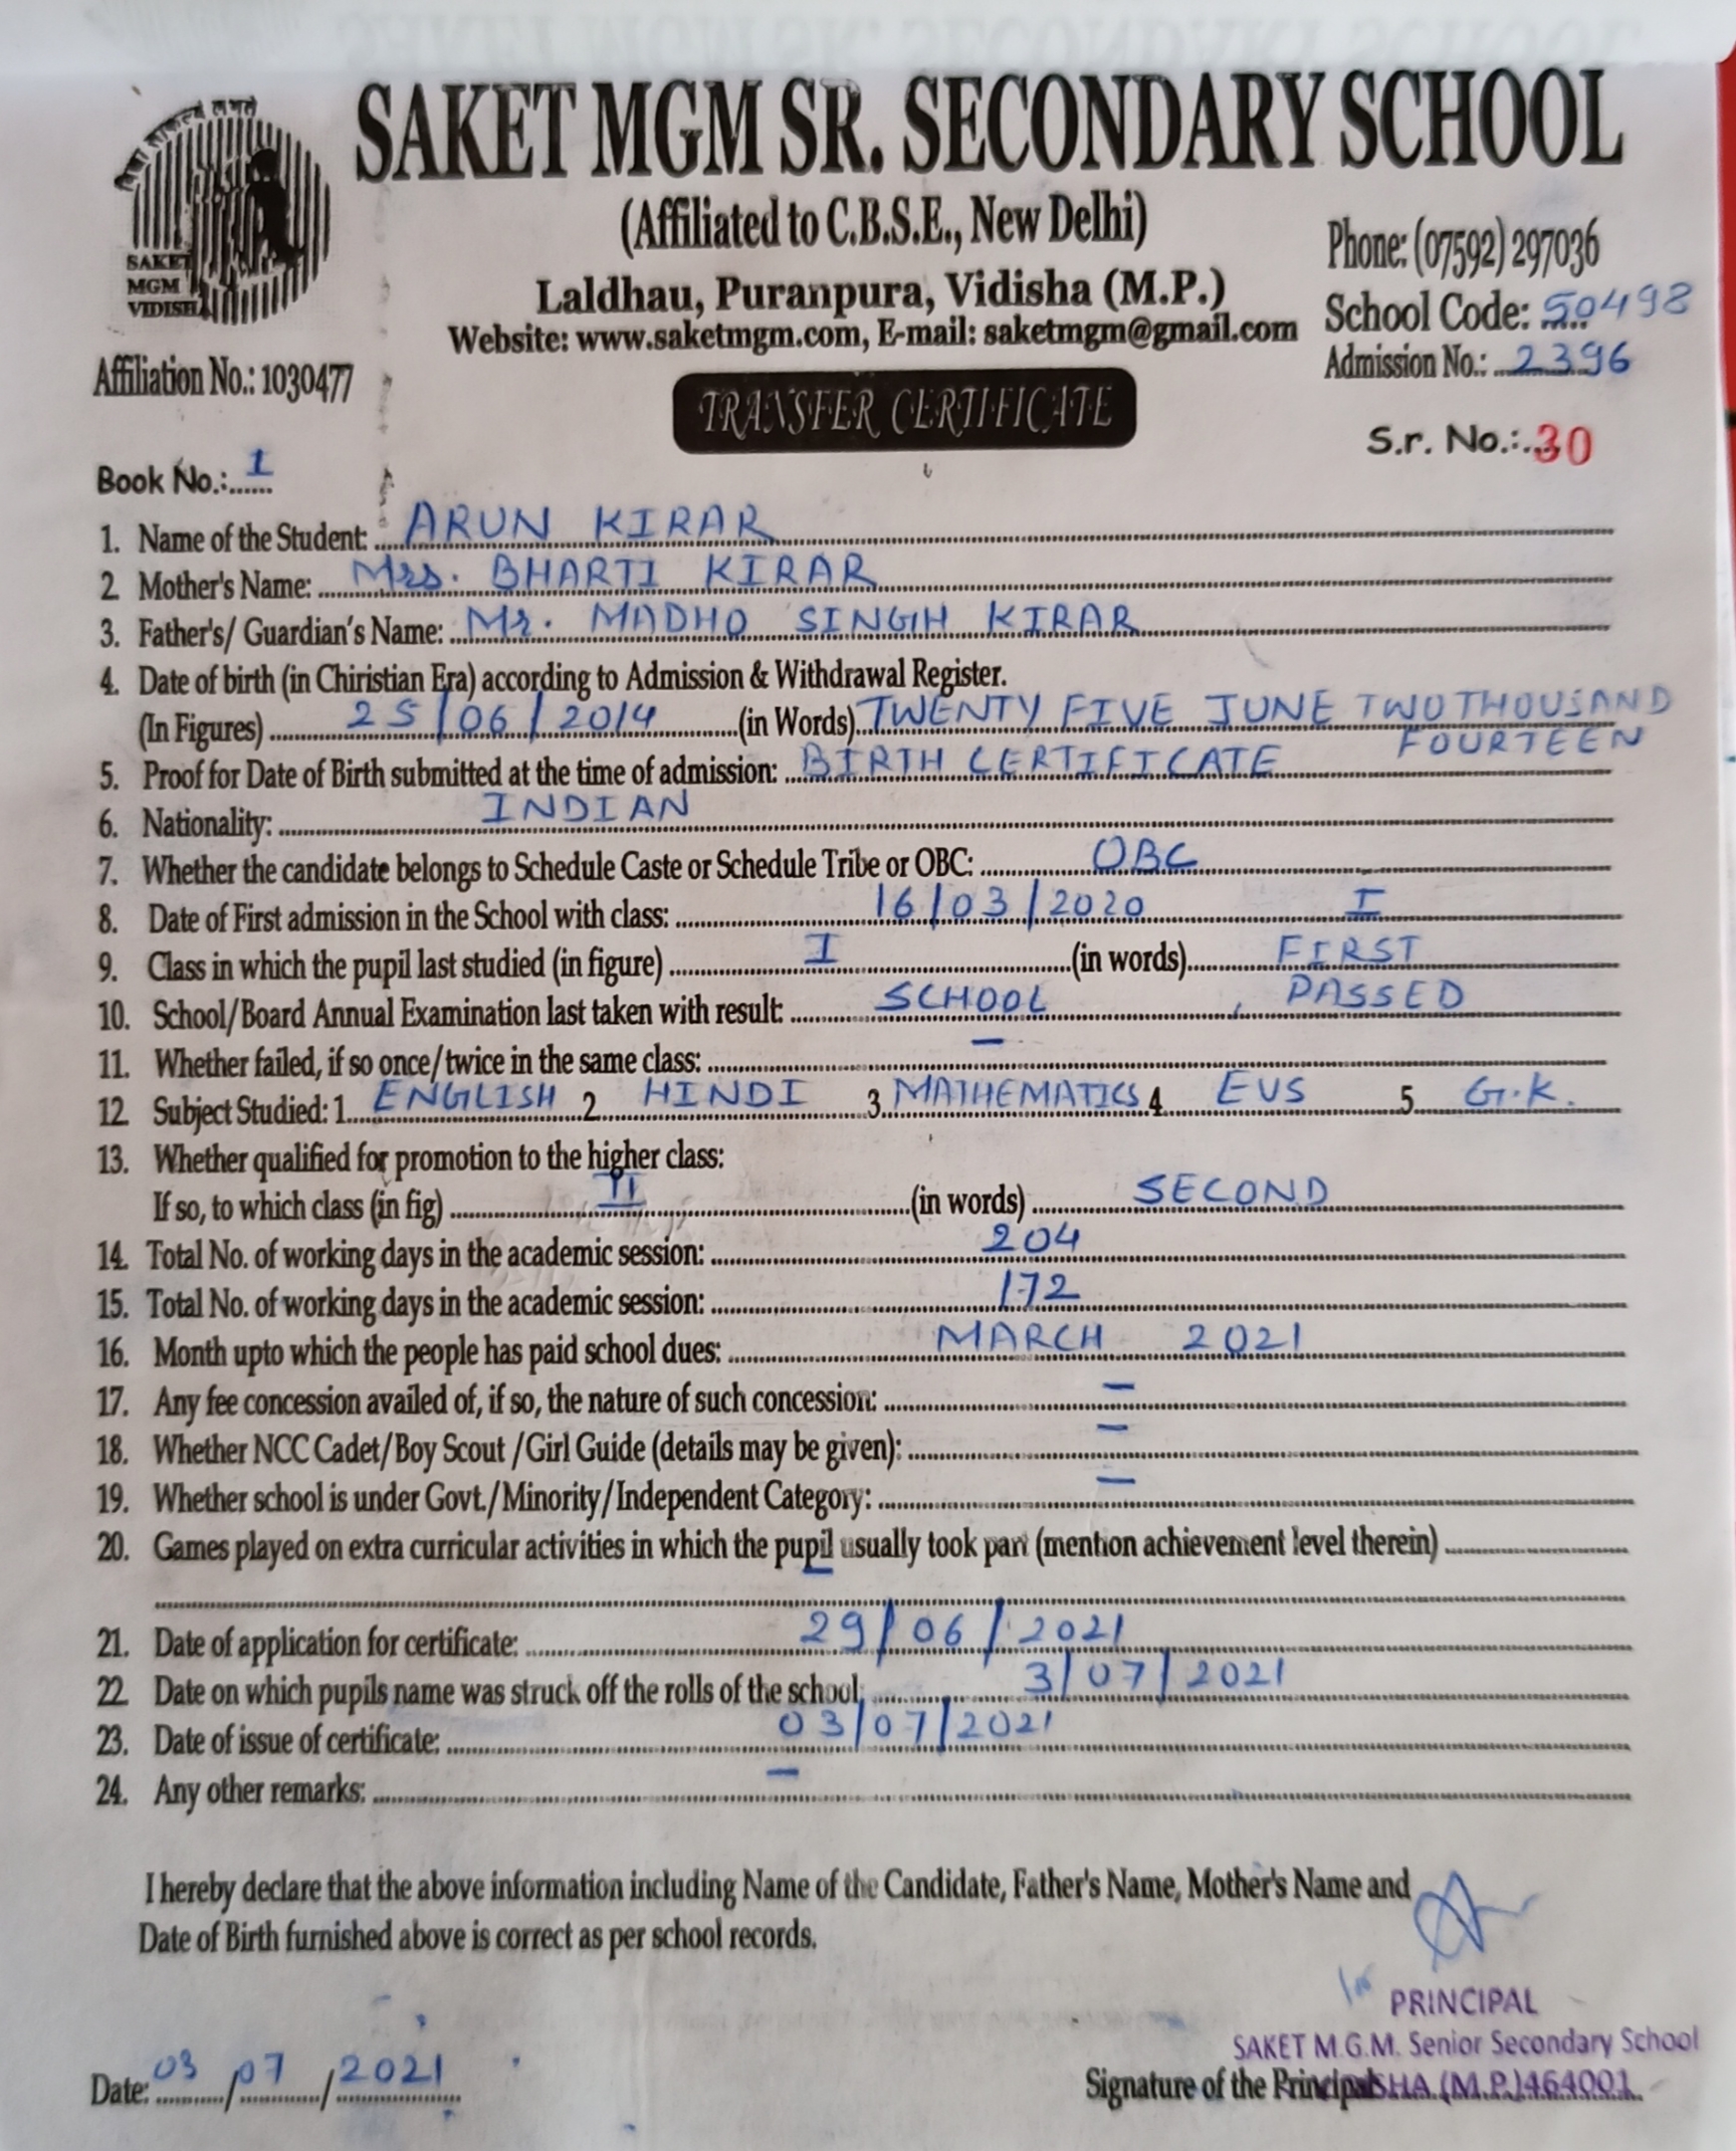 SAKET MGM SR. SECONDARY SCHOOL
(Affiliated to C.B.S.E., New Delhi)
Laldhau, Puranpura, Vidisha (M.P.)
Website: www.saketmgm.com, E-mail: saketmgm@gmail.com
SAKET
MGM
VIDISHA
Affiliation No.: 1030477
Phone: (07592) 297036
School Code: 50498
Admission No.: 2396
TRANSFER CERTIFICATE
S.r. No.: 30
Book No.: 1
1. Name of the Student: ARUN KIRAR
2. Mother's Name: Mrs. BHARTI KIRAR
3. Father's/ Guardian's Name: Mr. MADHO SINGH KIRAR
4. Date of birth (in Chiristian Era) according to Admission & Withdrawal Register.
(In Figures) 25/06/2014 (in Words) TWENTY FIVE JUNE TWO THOUSAND
FOURTEEN
5. Proof for Date of Birth submitted at the time of admission: BIRTH CERTIFICATE
6. Nationality: INDIAN
7. Whether the candidate belongs to Schedule Caste or Schedule Tribe or OBC: OBC
8. Date of First admission in the School with class: 16/03/2020 I
9. Class in which the pupil last studied (in figure) I (in words) FIRST
10. School/Board Annual Examination last taken with result: SCHOOL, PASSED
11. Whether failed, if so once/twice in the same class: –
12. Subject Studied: 1. ENGLISH 2. HINDI 3. MATHEMATICS 4. EVS 5. G.K.
13. Whether qualified for promotion to the higher class:
If so, to which class (in fig) II (in words) SECOND
14. Total No. of working days in the academic session: 204
15. Total No. of working days in the academic session: 172
16. Month upto which the people has paid school dues: MARCH 2021
17. Any fee concession availed of, if so, the nature of such concession: –
18. Whether NCC Cadet/Boy Scout /Girl Guide (details may be given): –
19. Whether school is under Govt./Minority/Independent Category: –
20. Games played on extra curricular activities in which the pupil usually took part (mention achievement level therein)
–
21. Date of application for certificate: 29/06/2021
22. Date on which pupils name was struck off the rolls of the school, 3/07/2021
23. Date of issue of certificate: 03/07/2021
24. Any other remarks: –
I hereby declare that the above information including Name of the Candidate, Father's Name, Mother's Name and
Date of Birth furnished above is correct as per school records.
PRINCIPAL
SAKET M.G.M. Senior Secondary School
(M.P.)464001
Date: 03/07/2021
Signature of the Principal